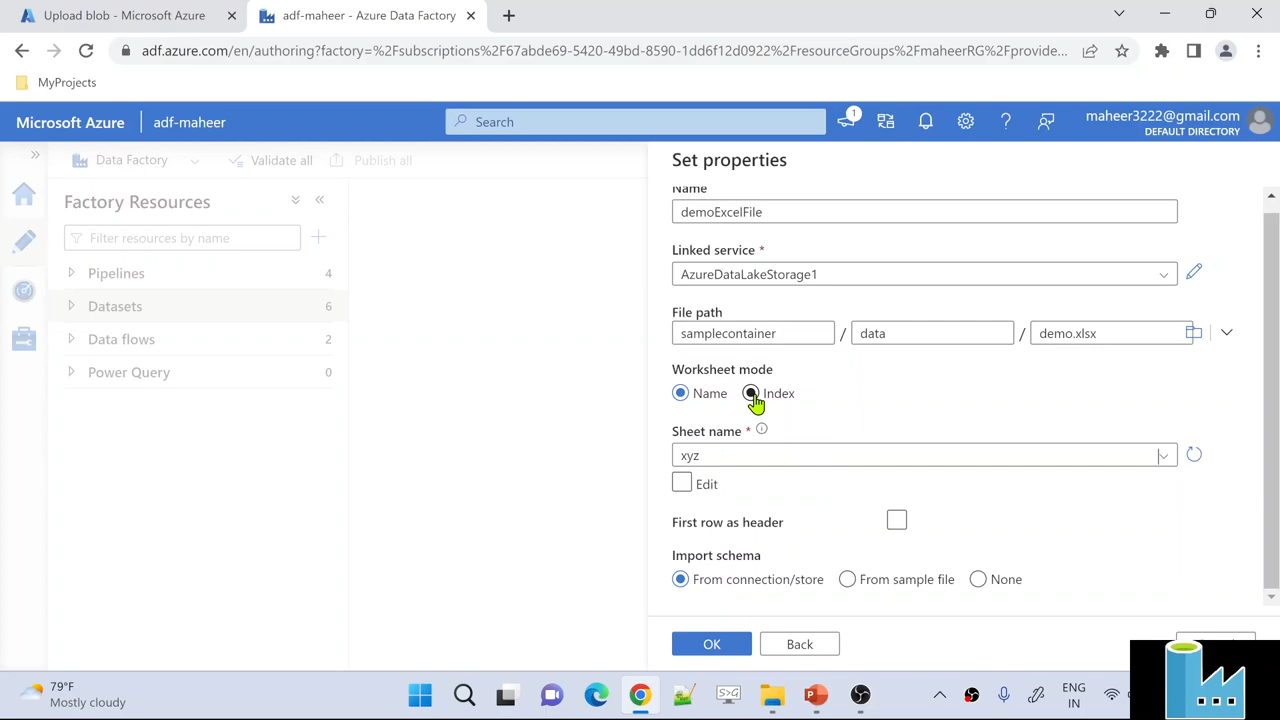 Upload blob - Microsoft Azure
adf-maheer - Azure Data Factory
adf.azure.com/en/authoring?factory=%2Fsubscriptions%2F67abde69-5420-49bd-8590-1dd6f12d0922%2FresourceGroups%2FmaheerRG%2Fprovide...
MyProjects
Microsoft Azure
adf-maheer
Search
1
maheer3222@gmail.com
DEFAULT DIRECTORY
Data Factory
Validate all
Publish all
Factory Resources
Filter resources by name
Pipelines 4
Datasets 6
Data flows 2
Power Query 0
Set properties
Name
demoExcelFile
Linked service *
AzureDataLakeStorage1
File path
samplecontainer / data / demo.xlsx
Worksheet mode
Name Index
Sheet name *
xyz
Edit
First row as header
Import schema
From connection/store From sample file None
OK Back
79°F
Mostly cloudy
ENG
IN